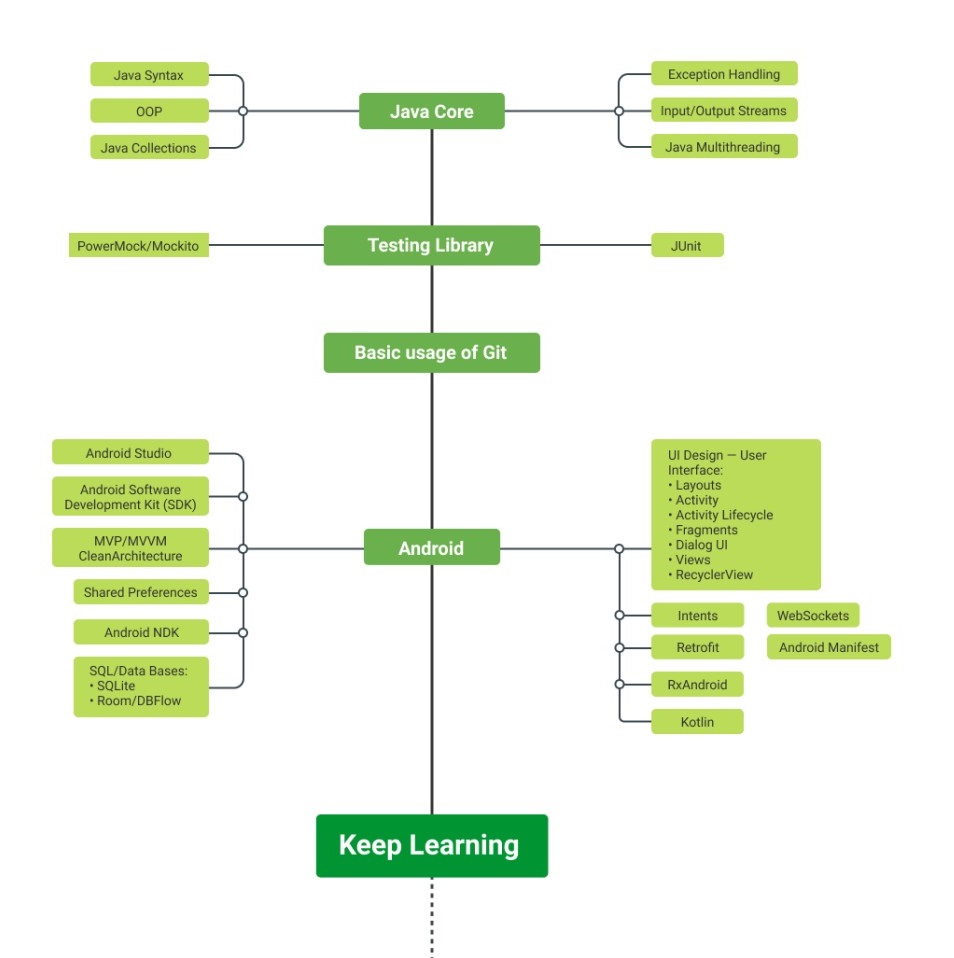 Java Syntax
OOP
Java Collections
Java Core
Exception Handling
Input/Output Streams
Java Multithreading
PowerMock/Mockito
Testing Library
JUnit
Basic usage of Git
Android Studio
Android Software
Development Kit (SDK)
MVP/MVVM
CleanArchitecture
Shared Preferences
Android NDK
SQL/Data Bases:
• SQLite
• Room/DBFlow
Android
UI Design — User
Interface:
• Layouts
• Activity
• Activity Lifecycle
• Fragments
• Dialog UI
• Views
• RecyclerView
Intents
WebSockets
Retrofit
Android Manifest
RxAndroid
Kotlin
Keep Learning